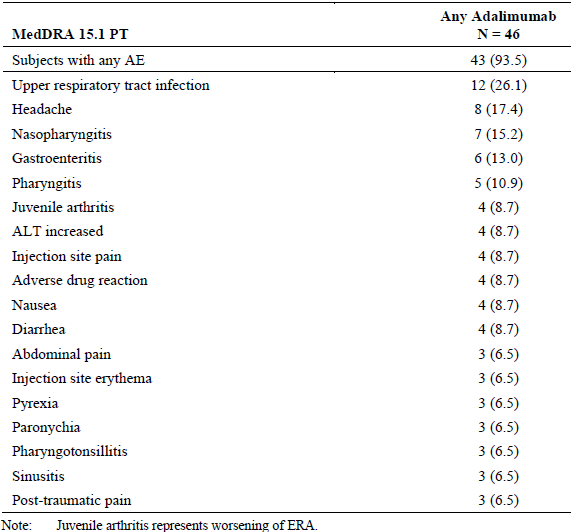 Any Adalimumab
MedDRA 15.1 PT N = 46
Subjects with any AE 43 (93.5)
Upper respiratory tract infection 12 (26.1)
Headache 8 (17.4)
Nasopharyngitis 7 (15.2)
Gastroenteritis 6 (13.0)
Pharyngitis 5 (10.9)
Juvenile arthritis 4 (8.7)
ALT increased 4 (8.7)
Injection site pain 4 (8.7)
Adverse drug reaction 4 (8.7)
Nausea 4 (8.7)
Diarrhea 4 (8.7)
Abdominal pain 3 (6.5)
Injection site erythema 3 (6.5)
Pyrexia 3 (6.5)
Paronychia 3 (6.5)
Pharyngotonsillitis 3 (6.5)
Sinusitis 3 (6.5)
Post-traumatic pain 3 (6.5)
Note: Juvenile arthritis represents worsening of ERA.